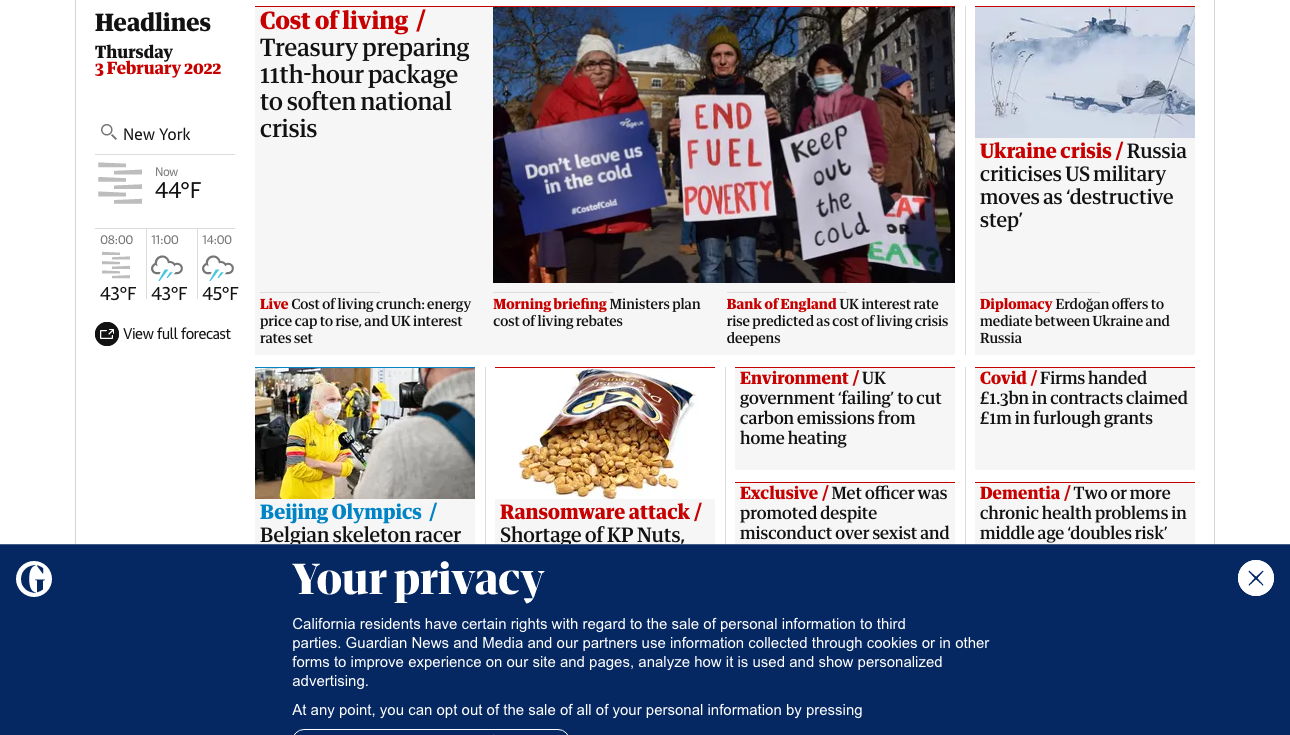 Headlines
Thursday
3 February 2022
New York
Now
44°F
08:00
11:00
14:00
43°F
43°F
45°F
View full forecast
Cost of living /
Treasury preparing
11th-hour package
to soften national
crisis
age UK
Don't leave us
in the cold
#CostofCold
END
FUEL
POVERTY
Keep
out
the
cold
EAT
OR
EAT?
Live Cost of living crunch: energy
price cap to rise, and UK interest
rates set
Morning briefing Ministers plan
cost of living rebates
Bank of England UK interest rate
rise predicted as cost of living crisis
deepens
Ukraine crisis / Russia
criticises US military
moves as ‘destructive
step’
Diplomacy Erdoğan offers to
mediate between Ukraine and
Russia
Beijing Olympics /
Belgian skeleton racer
KP
Ransomware attack /
Shortage of KP Nuts,
Environment / UK
government ‘failing’ to cut
carbon emissions from
home heating
Exclusive / Met officer was
promoted despite
misconduct over sexist and
Covid / Firms handed
£1.3bn in contracts claimed
£1m in furlough grants
Dementia / Two or more
chronic health problems in
middle age ‘doubles risk’
Your privacy
California residents have certain rights with regard to the sale of personal information to third
parties. Guardian News and Media and our partners use information collected through cookies or in other
forms to improve experience on our site and pages, analyze how it is used and show personalized
advertising.
At any point, you can opt out of the sale of all of your personal information by pressing